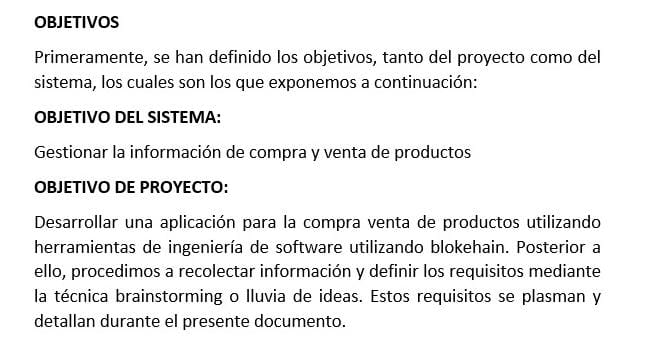 OBJETIVOS
Primeramente, se han definido los objetivos, tanto del proyecto como del
sistema, los cuales son los que exponemos a continuación:
OBJETIVO DEL SISTEMA:
Gestionar la información de compra y venta de productos
OBJETIVO DE PROYECTO:
Desarrollar una aplicación para la compra venta de productos utilizando
herramientas de ingeniería de software utilizando blokehain. Posterior a
ello, procedimos a recolectar información y definir los requisitos mediante
la técnica brainstorming o lluvia de ideas. Estos requisitos se plasman y
detallan durante el presente documento.